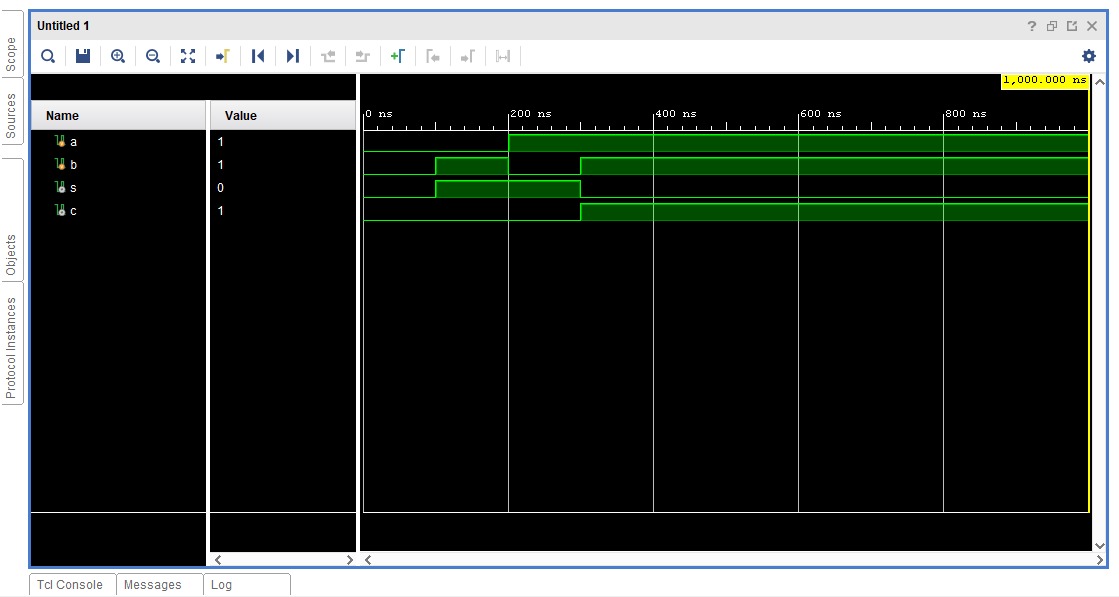 Untitled 1
?
Scope
Sources
Objects
Protocol Instances
1,000.000 ns
Name
Value
0 ns
200 ns
400 ns
600 ns
800 ns
a
1
b
1
s
0
c
1
Tcl Console
Messages
Log